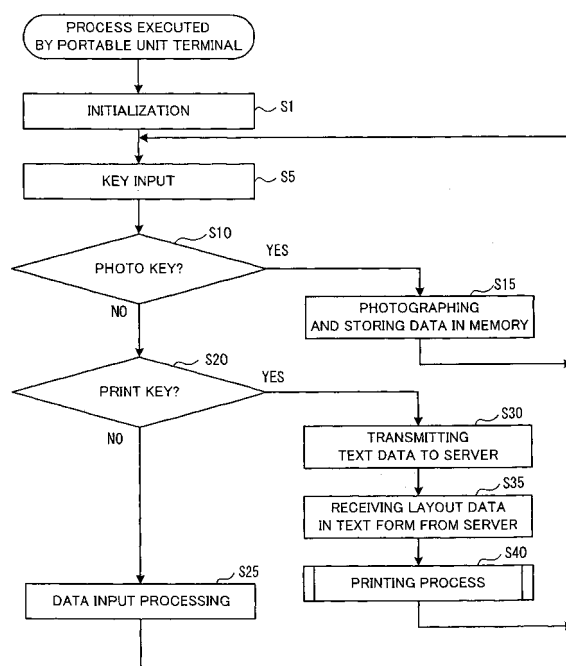 PROCESS EXECUTED
BY PORTABLE UNIT TERMINAL
INITIALIZATION
S1
KEY INPUT
S5
S10
PHOTO KEY?
YES
NO
S15
PHOTOGRAPHING
AND STORING DATA IN MEMORY
S20
PRINT KEY?
YES
NO
S30
TRANSMITTING
TEXT DATA TO SERVER
S35
RECEIVING LAYOUT DATA
IN TEXT FORM FROM SERVER
S40
PRINTING PROCESS
S25
DATA INPUT PROCESSING